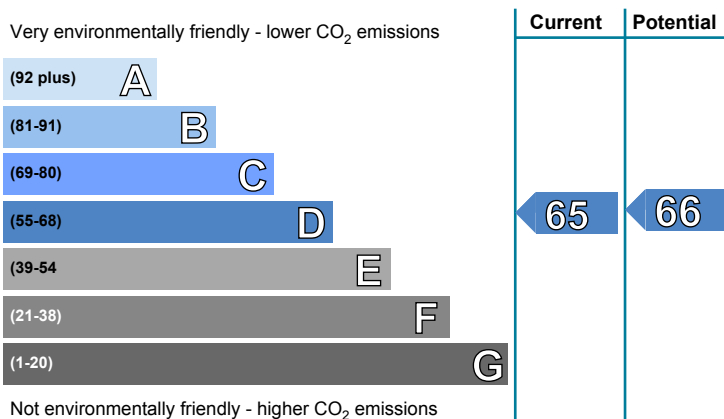 Current Potential
Very environmentally friendly - lower CO2 emissions
(92 plus) A
(81-91) B
(69-80) C
(55-68) D 65 66
(39-54 E
(21-38) F
(1-20) G
Not environmentally friendly - higher CO2 emissions